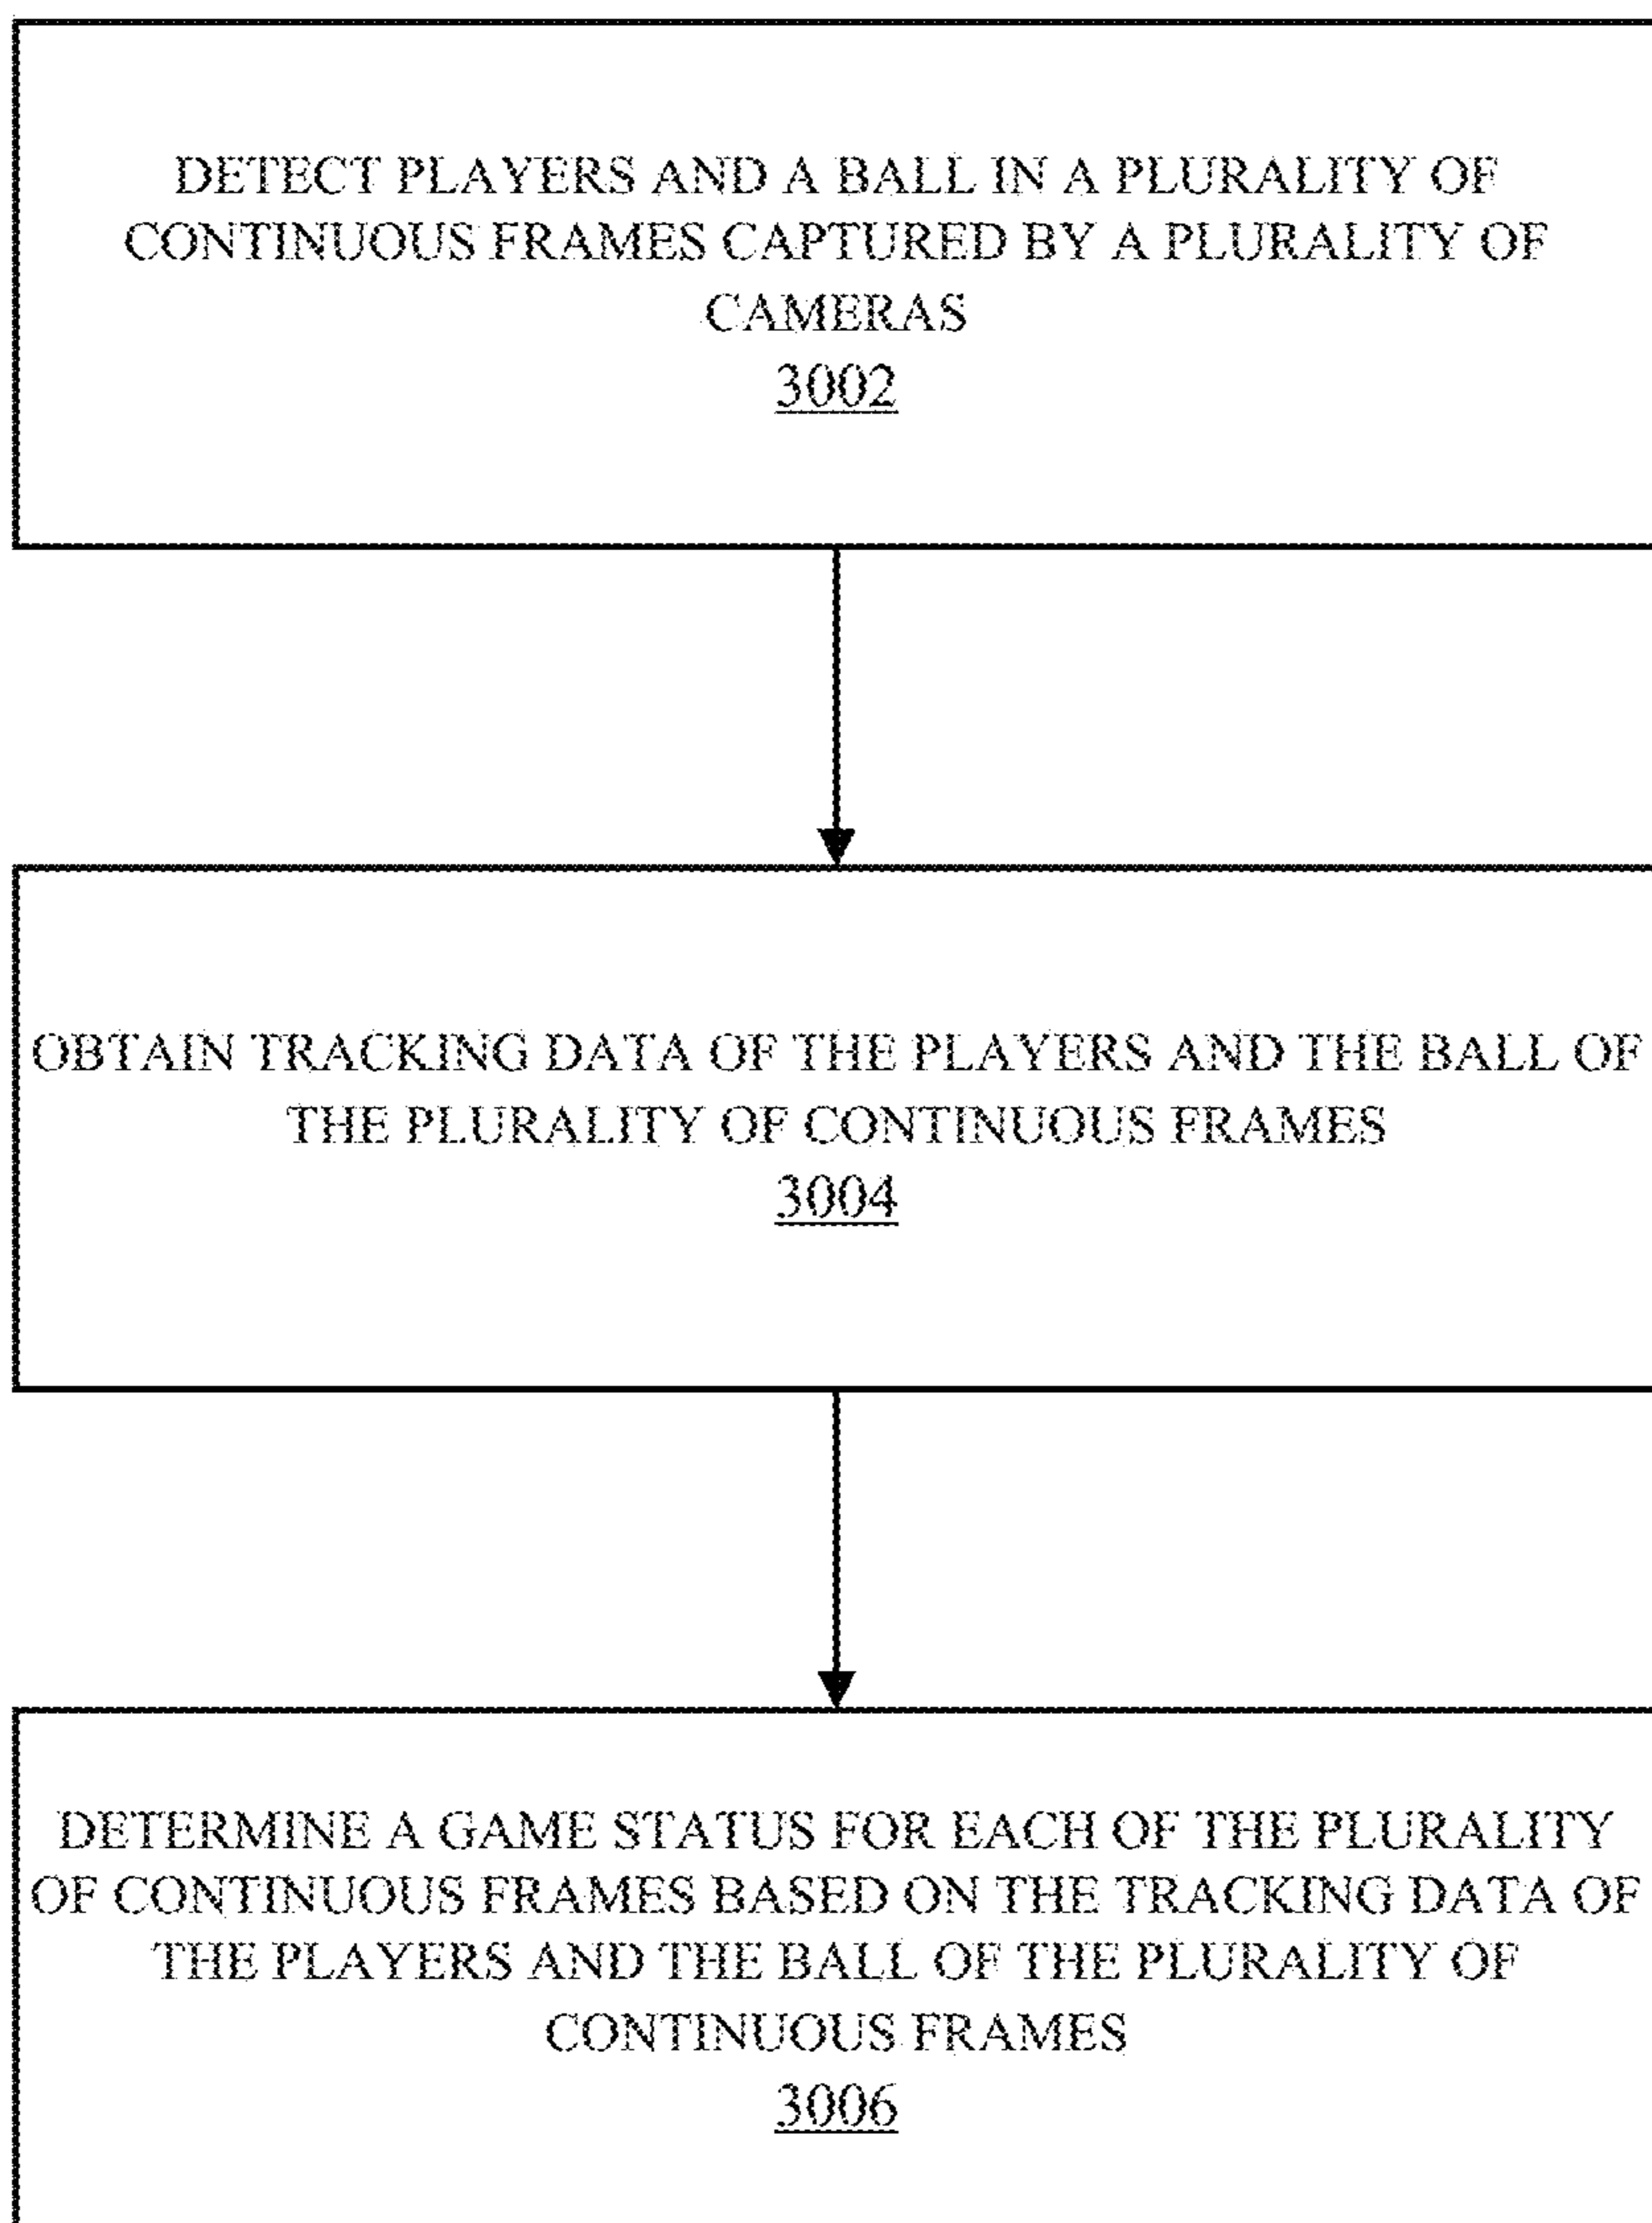 DETECT PLAYERS AND A BALL IN A PLURALITY OF
CONTINUOUS FRAMES CAPTURED BY A PLURALITY OF
CAMERAS
3002
OBTAIN TRACKING DATA OF THE PLAYERS AND THE BALL OF
THE PLURALITY OF CONTINUOUS FRAMES
3004
DETERMINE A GAME STATUS FOR EACH OF THE PLURALITY
OF CONTINUOUS FRAMES BASED ON THE TRACKING DATA OF
THE PLAYERS AND THE BALL OF THE PLURALITY OF
CONTINUOUS FRAMES
3006